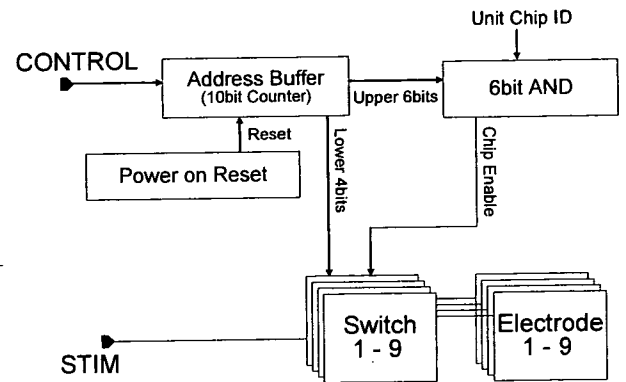 Unit Chip ID
CONTROL
Address Buffer
(10bit Counter)
Upper 6bits
6bit AND
Reset
Power on Reset
Lower 4bits
Chip Enable
Switch
1 - 9
Electrode
1 - 9
STIM